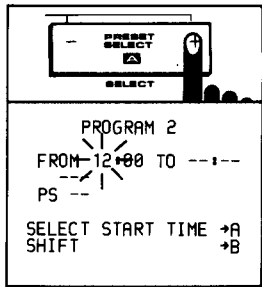 PRESET
SELECT
A
− +
SELECT
PROGRAM 2
FROM 12:00 TO --:--
---
PS --
SELECT START TIME →A
SHIFT →B